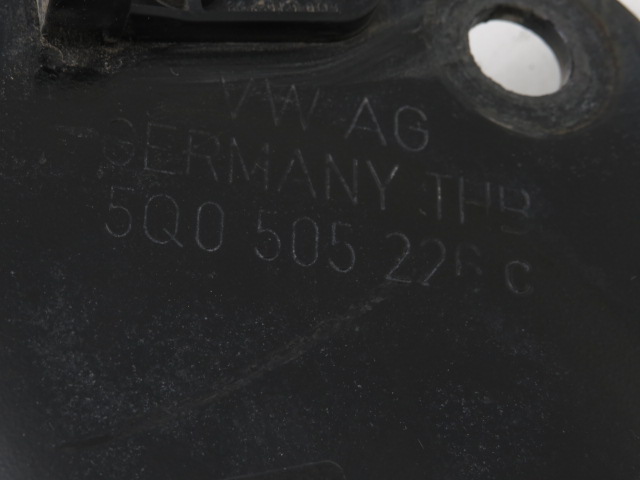 VW AG
GERMANY THB
5Q0 505 226 C